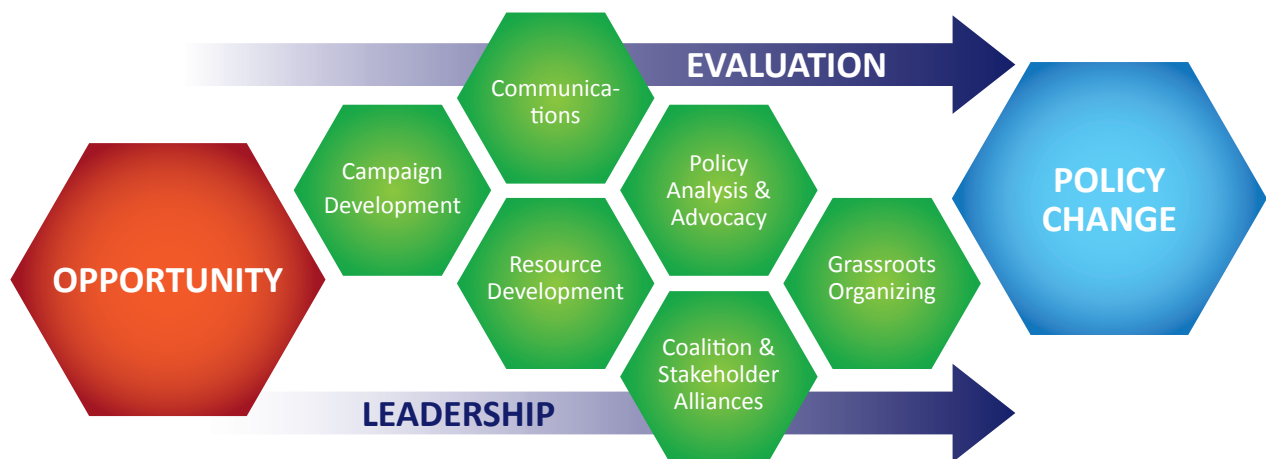 EVALUATION
Communica-
tions
Campaign
Development
Policy
Analysis &
Advocacy
POLICY
CHANGE
OPPORTUNITY
Resource
Development
Grassroots
Organizing
Coalition &
Stakeholder
Alliances
LEADERSHIP